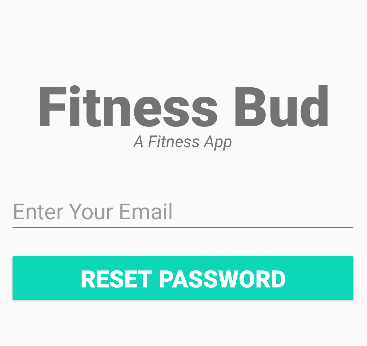 Fitness Bud
A Fitness App
Enter Your Email
RESET PASSWORD